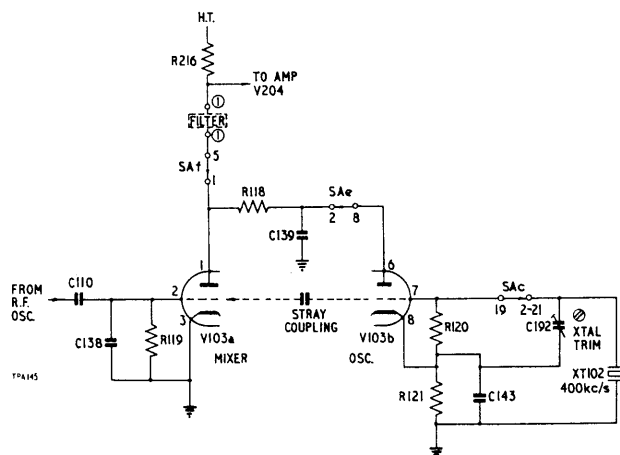 H.T.
R216
TO AMP
V204
1
FILTER
1
5
SAf
1
R118
SAe
2 8
C139
1
6
FROM
R.F.
OSC.
C110
2
3
C138
R119
V103a
MIXER
STRAY
COUPLING
7
8
V103b
OSC.
SAc
19 2-21
R120
C192
XTAL
TRIM
R121
C143
XT102
400kc/s
TPA145